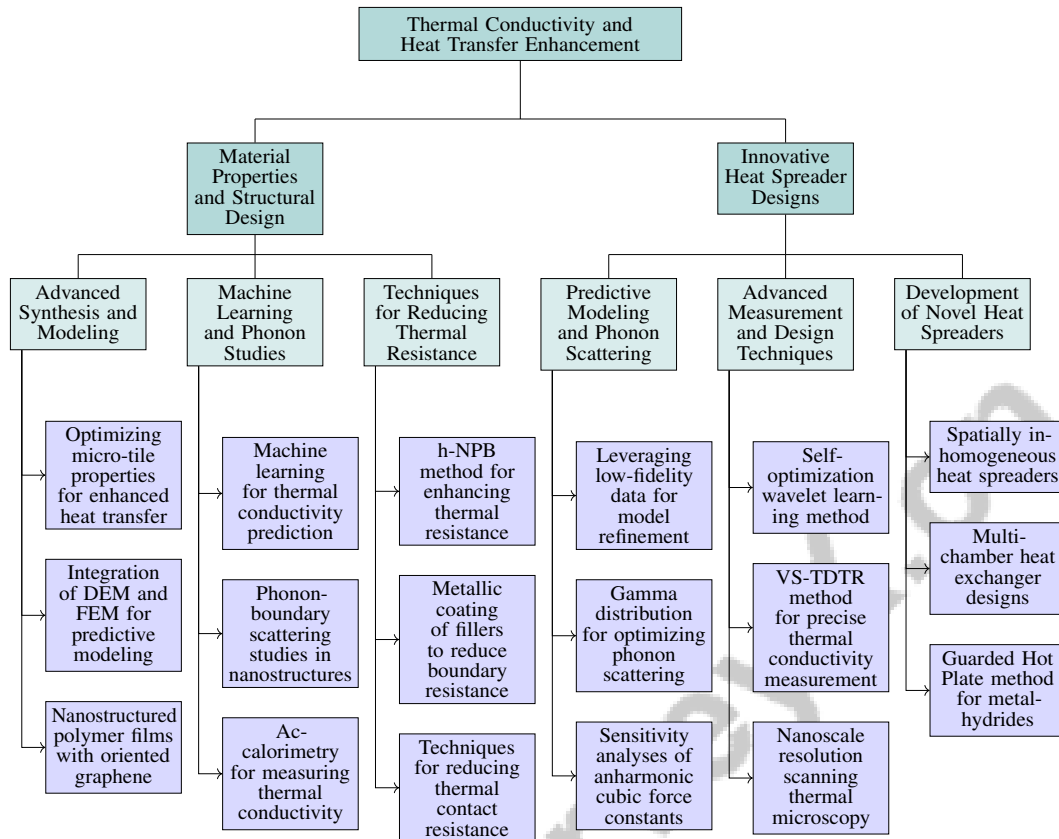 Thermal Conductivity and
Heat Transfer Enhancement
Material
Properties
and Structural
Design
Innovative
Heat Spreader
Designs
Advanced
Synthesis and
Modeling
Machine
Learning
and Phonon
Studies
Techniques
for Reducing
Thermal
Resistance
Predictive
Modeling
and Phonon
Scattering
Advanced
Measurement
and Design
Techniques
Development
of Novel Heat
Spreaders
Optimizing
micro-tile
properties
for enhanced
heat transfer
Integration
of DEM and
FEM for
predictive
modeling
Nanostructured
polymer films
with oriented
graphene
Machine
learning
for thermal
conductivity
prediction
Phonon-
boundary
scattering
studies in
nanostructures
Ac-
calorimetry
for measuring
thermal
conductivity
h-NPB
method for
enhancing
thermal
resistance
Metallic
coating
of fillers
to reduce
boundary
resistance
Techniques
for reducing
thermal
contact
resistance
Leveraging
low-fidelity
data for
model
refinement
Gamma
distribution
for optimizing
phonon
scattering
Sensitivity
analyses of
anharmonic
cubic force
constants
Self-
optimization
wavelet learn-
ing method
VS-TDTR
method
for precise
thermal
conductivity
measurement
Nanoscale
resolution
scanning
thermal
microscopy
Spatially in-
homogeneous
heat spreaders
Multi-
chamber heat
exchanger
designs
Guarded Hot
Plate method
for metal-
hydrides